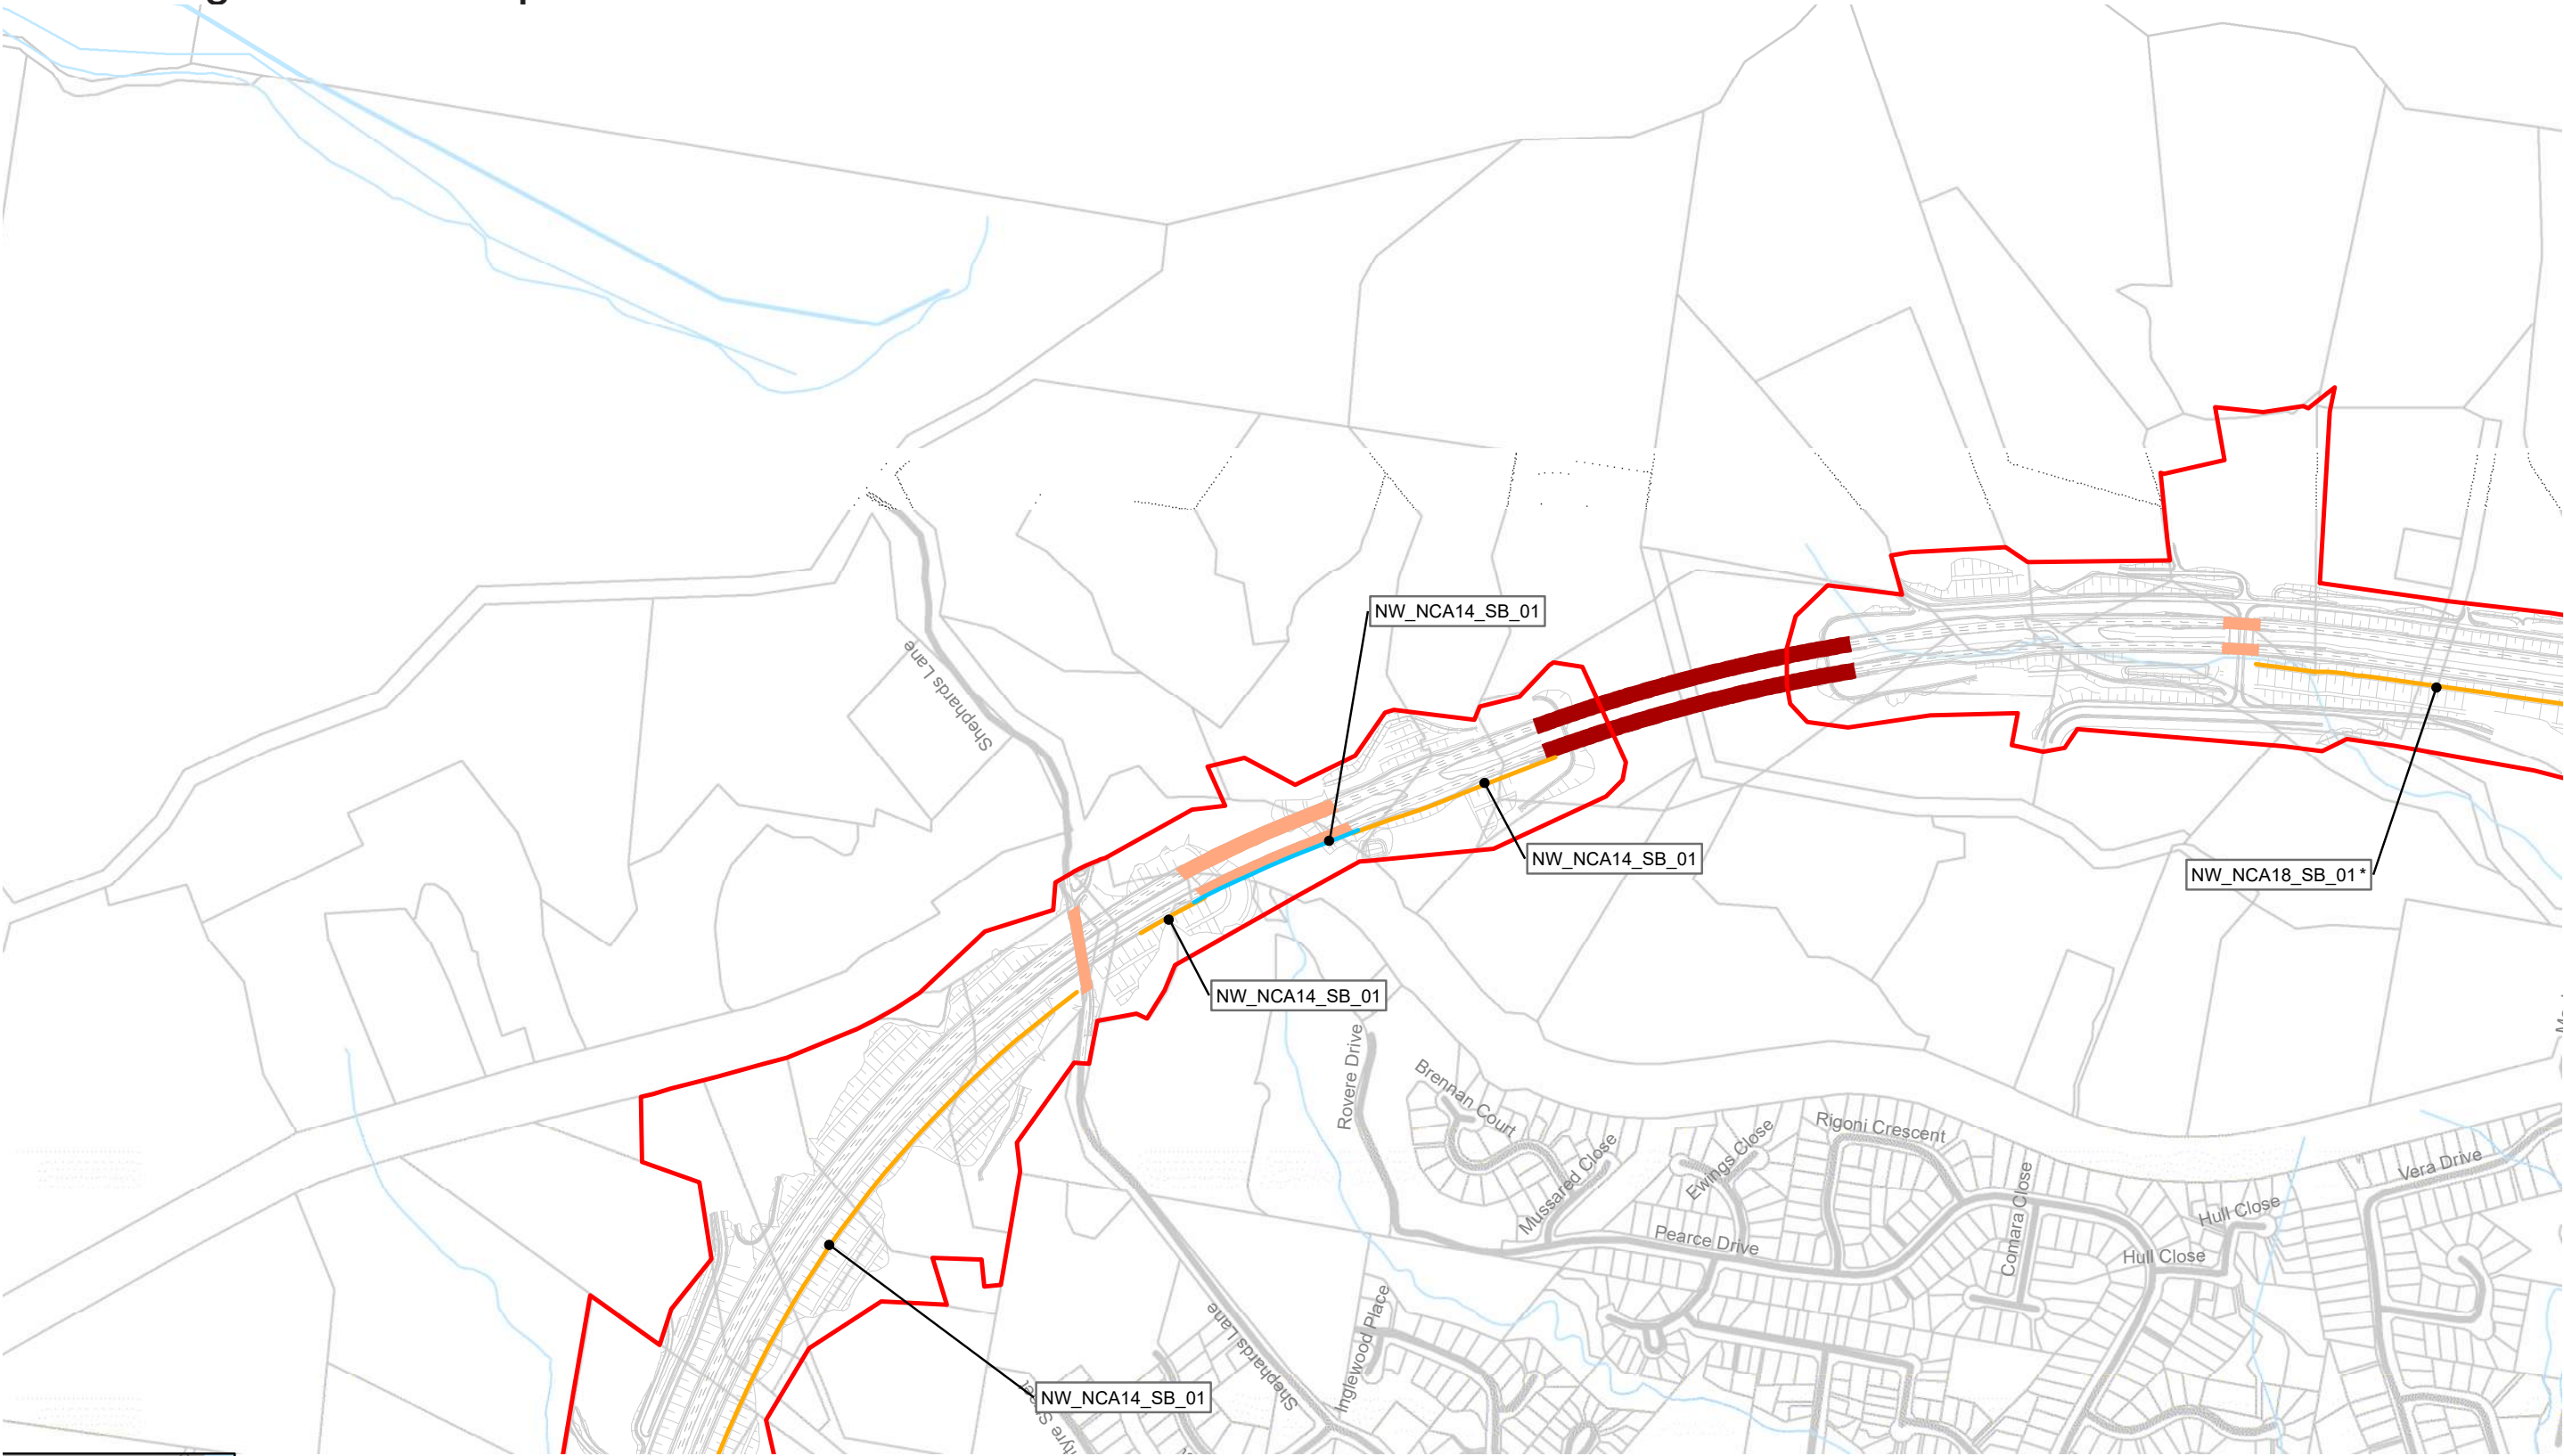 NW_NCA14_SB_01
Shephards Lane
NW_NCA14_SB_01
NW_NCA18_SB_01*
NW_NCA14_SB_01
Rovere Drive
Brennan Court
Mussared Close
Ewings Close
Rigoni Crescent
Comara Close
Vera Drive
Hull Close
Pearce Drive
Hull Close
Shephards Lane
Inglewood Place
NW_NCA14_SB_01